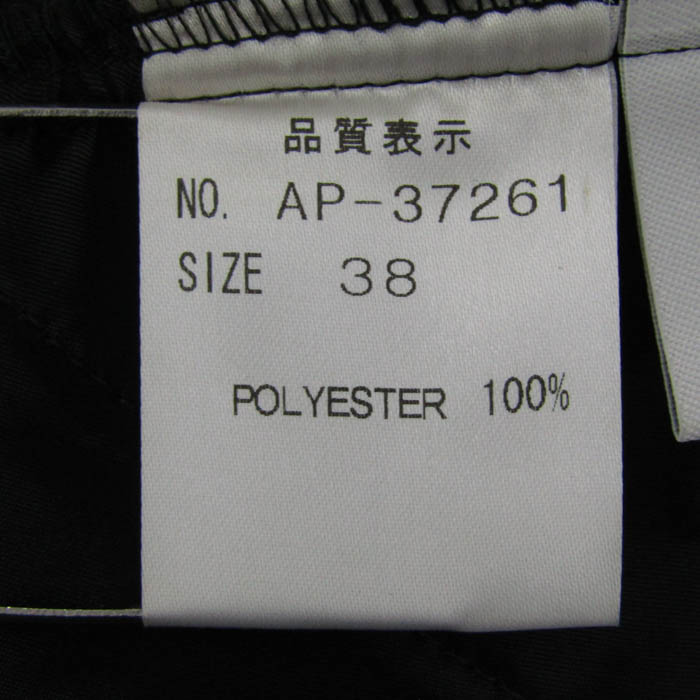 品質表示
NO. AP-37261
SIZE 38
POLYESTER 100%